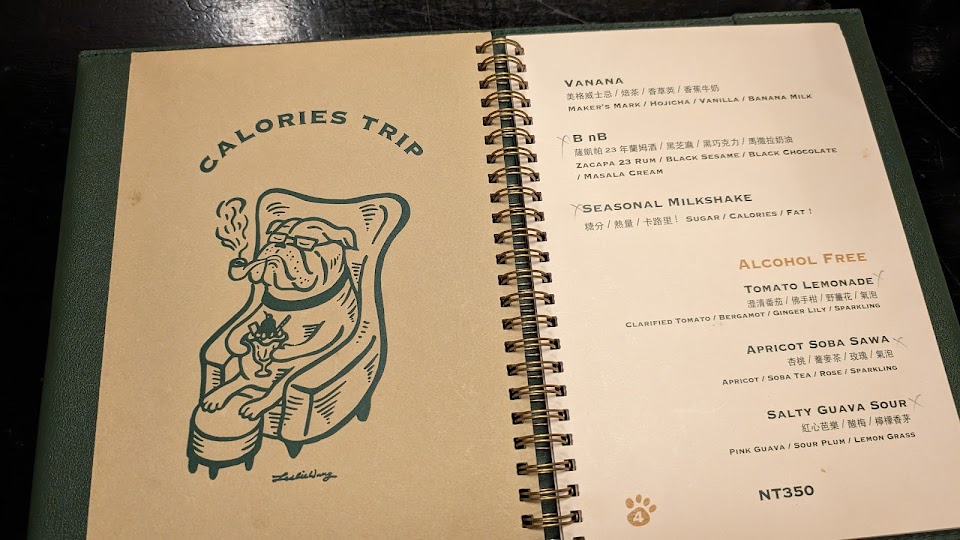 CALORIES TRIP
LeslieWang
VANANA
美格威士忌 / 焙茶 / 香草莢 / 香蕉牛奶
MAKER'S MARK / HOJICHA / VANILLA / BANANA MILK
B nB
薩凱帕 23 年蘭姆酒 / 黑芝麻 / 黑巧克力 / 馬撒拉奶油
ZACAPA 23 RUM / BLACK SESAME / BLACK CHOCOLATE
/ MASALA CREAM
SEASONAL MILKSHAKE
糖分 / 熱量 / 卡路里！ SUGAR / CALORIES / FAT !
ALCOHOL FREE
TOMATO LEMONADE
澄清番茄 / 佛手柑 / 野薑花 / 氣泡
CLARIFIED TOMATO / BERGAMOT / GINGER LILY / SPARKLING
APRICOT SOBA SAWA
杏桃 / 蕎麥茶 / 玫瑰 / 氣泡
APRICOT / SOBA TEA / ROSE / SPARKLING
SALTY GUAVA SOUR
紅心芭樂 / 酸梅 / 檸檬香茅
PINK GUAVA / SOUR PLUM / LEMON GRASS
NT350
4